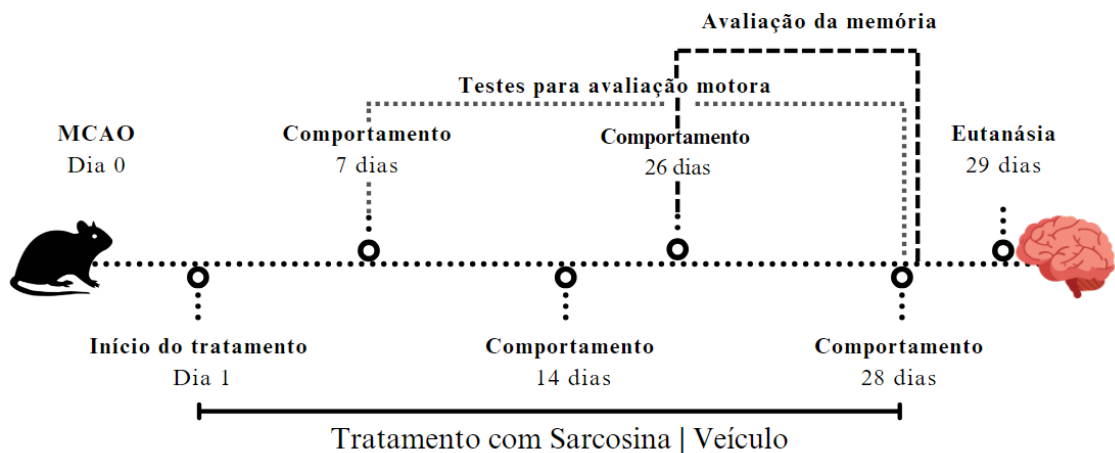 Avaliação da memória
Testes para avaliação motora
MCAO
Dia 0
Comportamento
7 dias
Comportamento
26 dias
Eutanásia
29 dias
Início do tratamento
Dia 1
Comportamento
14 dias
Comportamento
28 dias
Tratamento com Sarcosina | Veículo